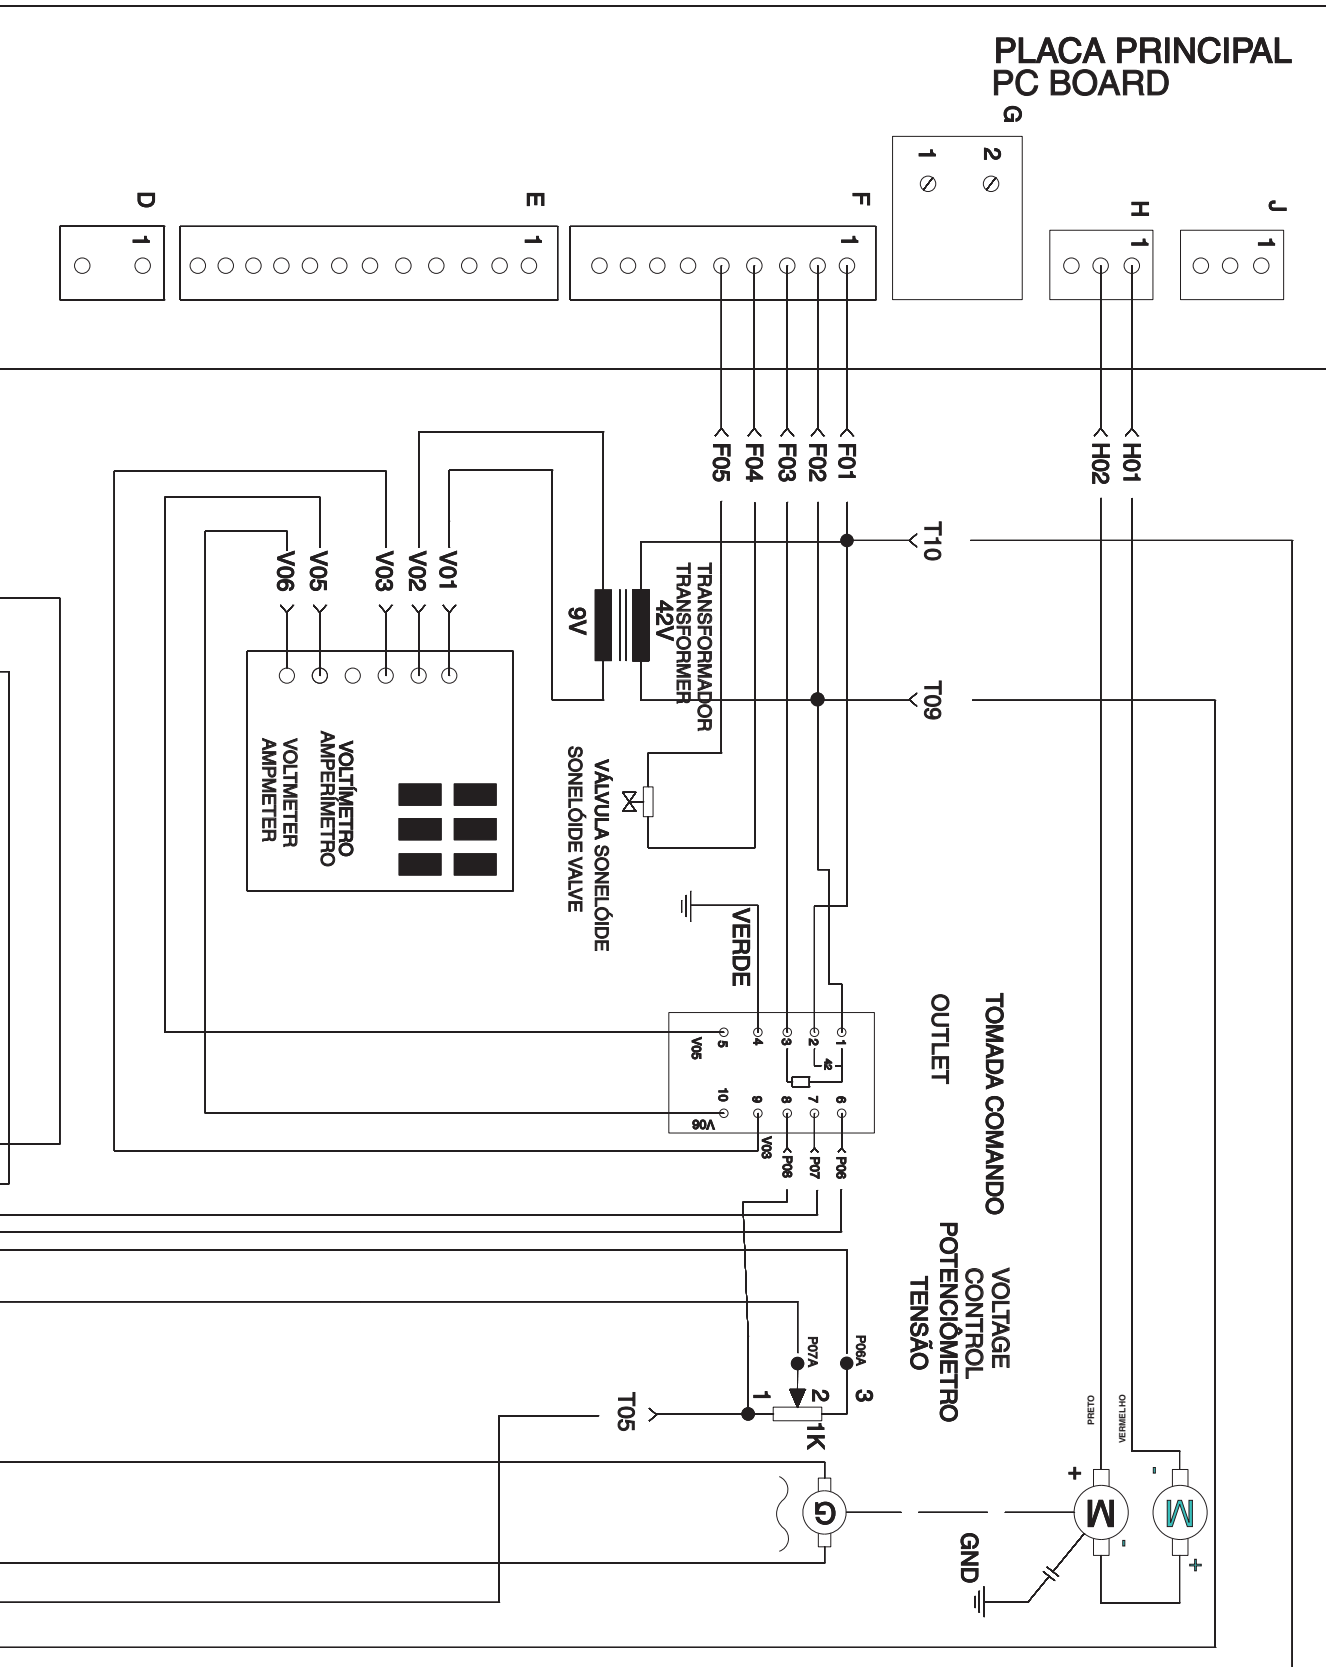 PLACA PRINCIPAL
PC BOARD
G
1
2
D
1
E
1
F
1
H
1
J
1
F05
F04
F03
F02
F01
H02
H01
T10
T09
V06
V05
V03
V02
V01
9V
42V
TRANSFORMADOR
TRANSFORMER
VOLTÍMETRO
AMPERÍMETRO
VOLTMETER
AMPMETER
VÁLVULA SONELÓIDE
SONELÓIDE VALVE
VERDE
TOMADA COMANDO
OUTLET
5
4
3
2
1
V05
42
10
9
8
7
6
V06
V03
P08
P07
P06
VOLTAGE
CONTROL
POTENCIÔMETRO
TENSÃO
P07A
P06A
1
2
3
1K
T05
PRETO
VERMELHO
+
-
G
M
M
-
+
GND